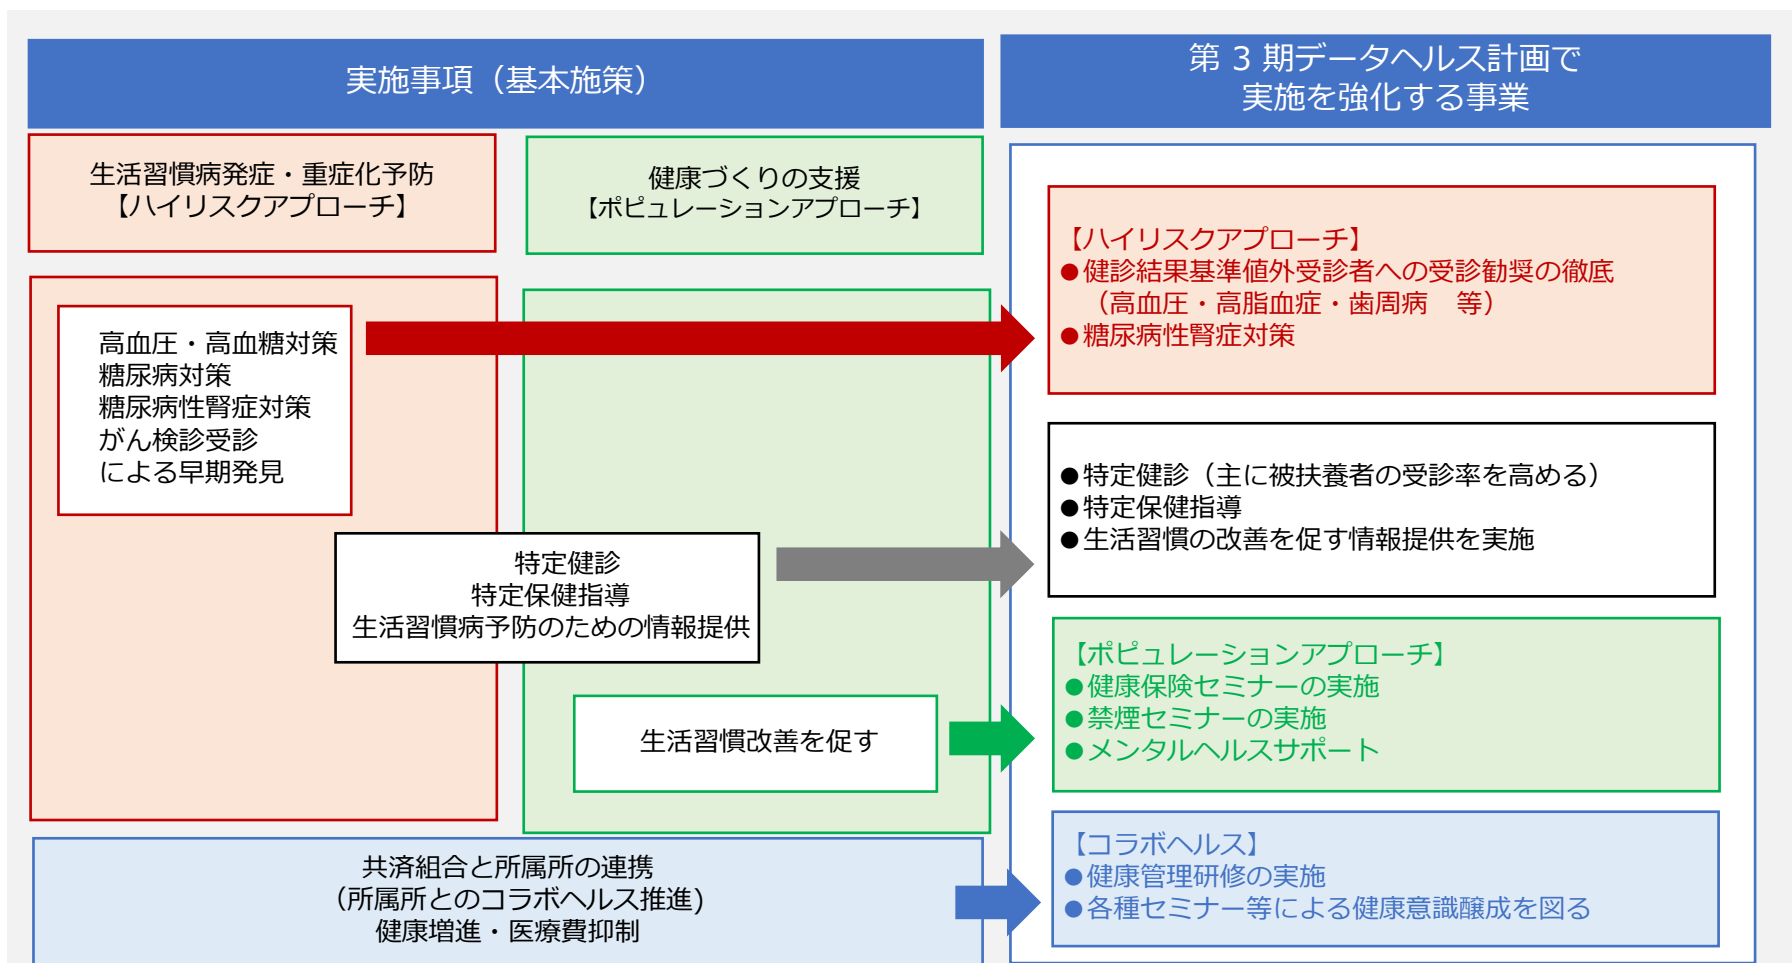 実施事項（基本施策）
第 3 期データヘルス計画で
実施を強化する事業
生活習慣病発症・重症化予防
【ハイリスクアプローチ】
健康づくりの支援
【ポピュレーションアプローチ】
高血圧・高血糖対策
糖尿病対策
糖尿病性腎症対策
がん検診受診
による早期発見
【ハイリスクアプローチ】
●健診結果基準値外受診者への受診勧奨の徹底
（高血圧・高脂血症・歯周病　等）
●糖尿病性腎症対策
特定健診
特定保健指導
生活習慣病予防のための情報提供
●特定健診（主に被扶養者の受診率を高める）
●特定保健指導
●生活習慣の改善を促す情報提供を実施
生活習慣改善を促す
【ポピュレーションアプローチ】
●健康保険セミナーの実施
●禁煙セミナーの実施
●メンタルヘルスサポート
共済組合と所属所の連携
（所属所とのコラボヘルス推進)
健康増進・医療費抑制
【コラボヘルス】
●健康管理研修の実施
●各種セミナー等による健康意識醸成を図る